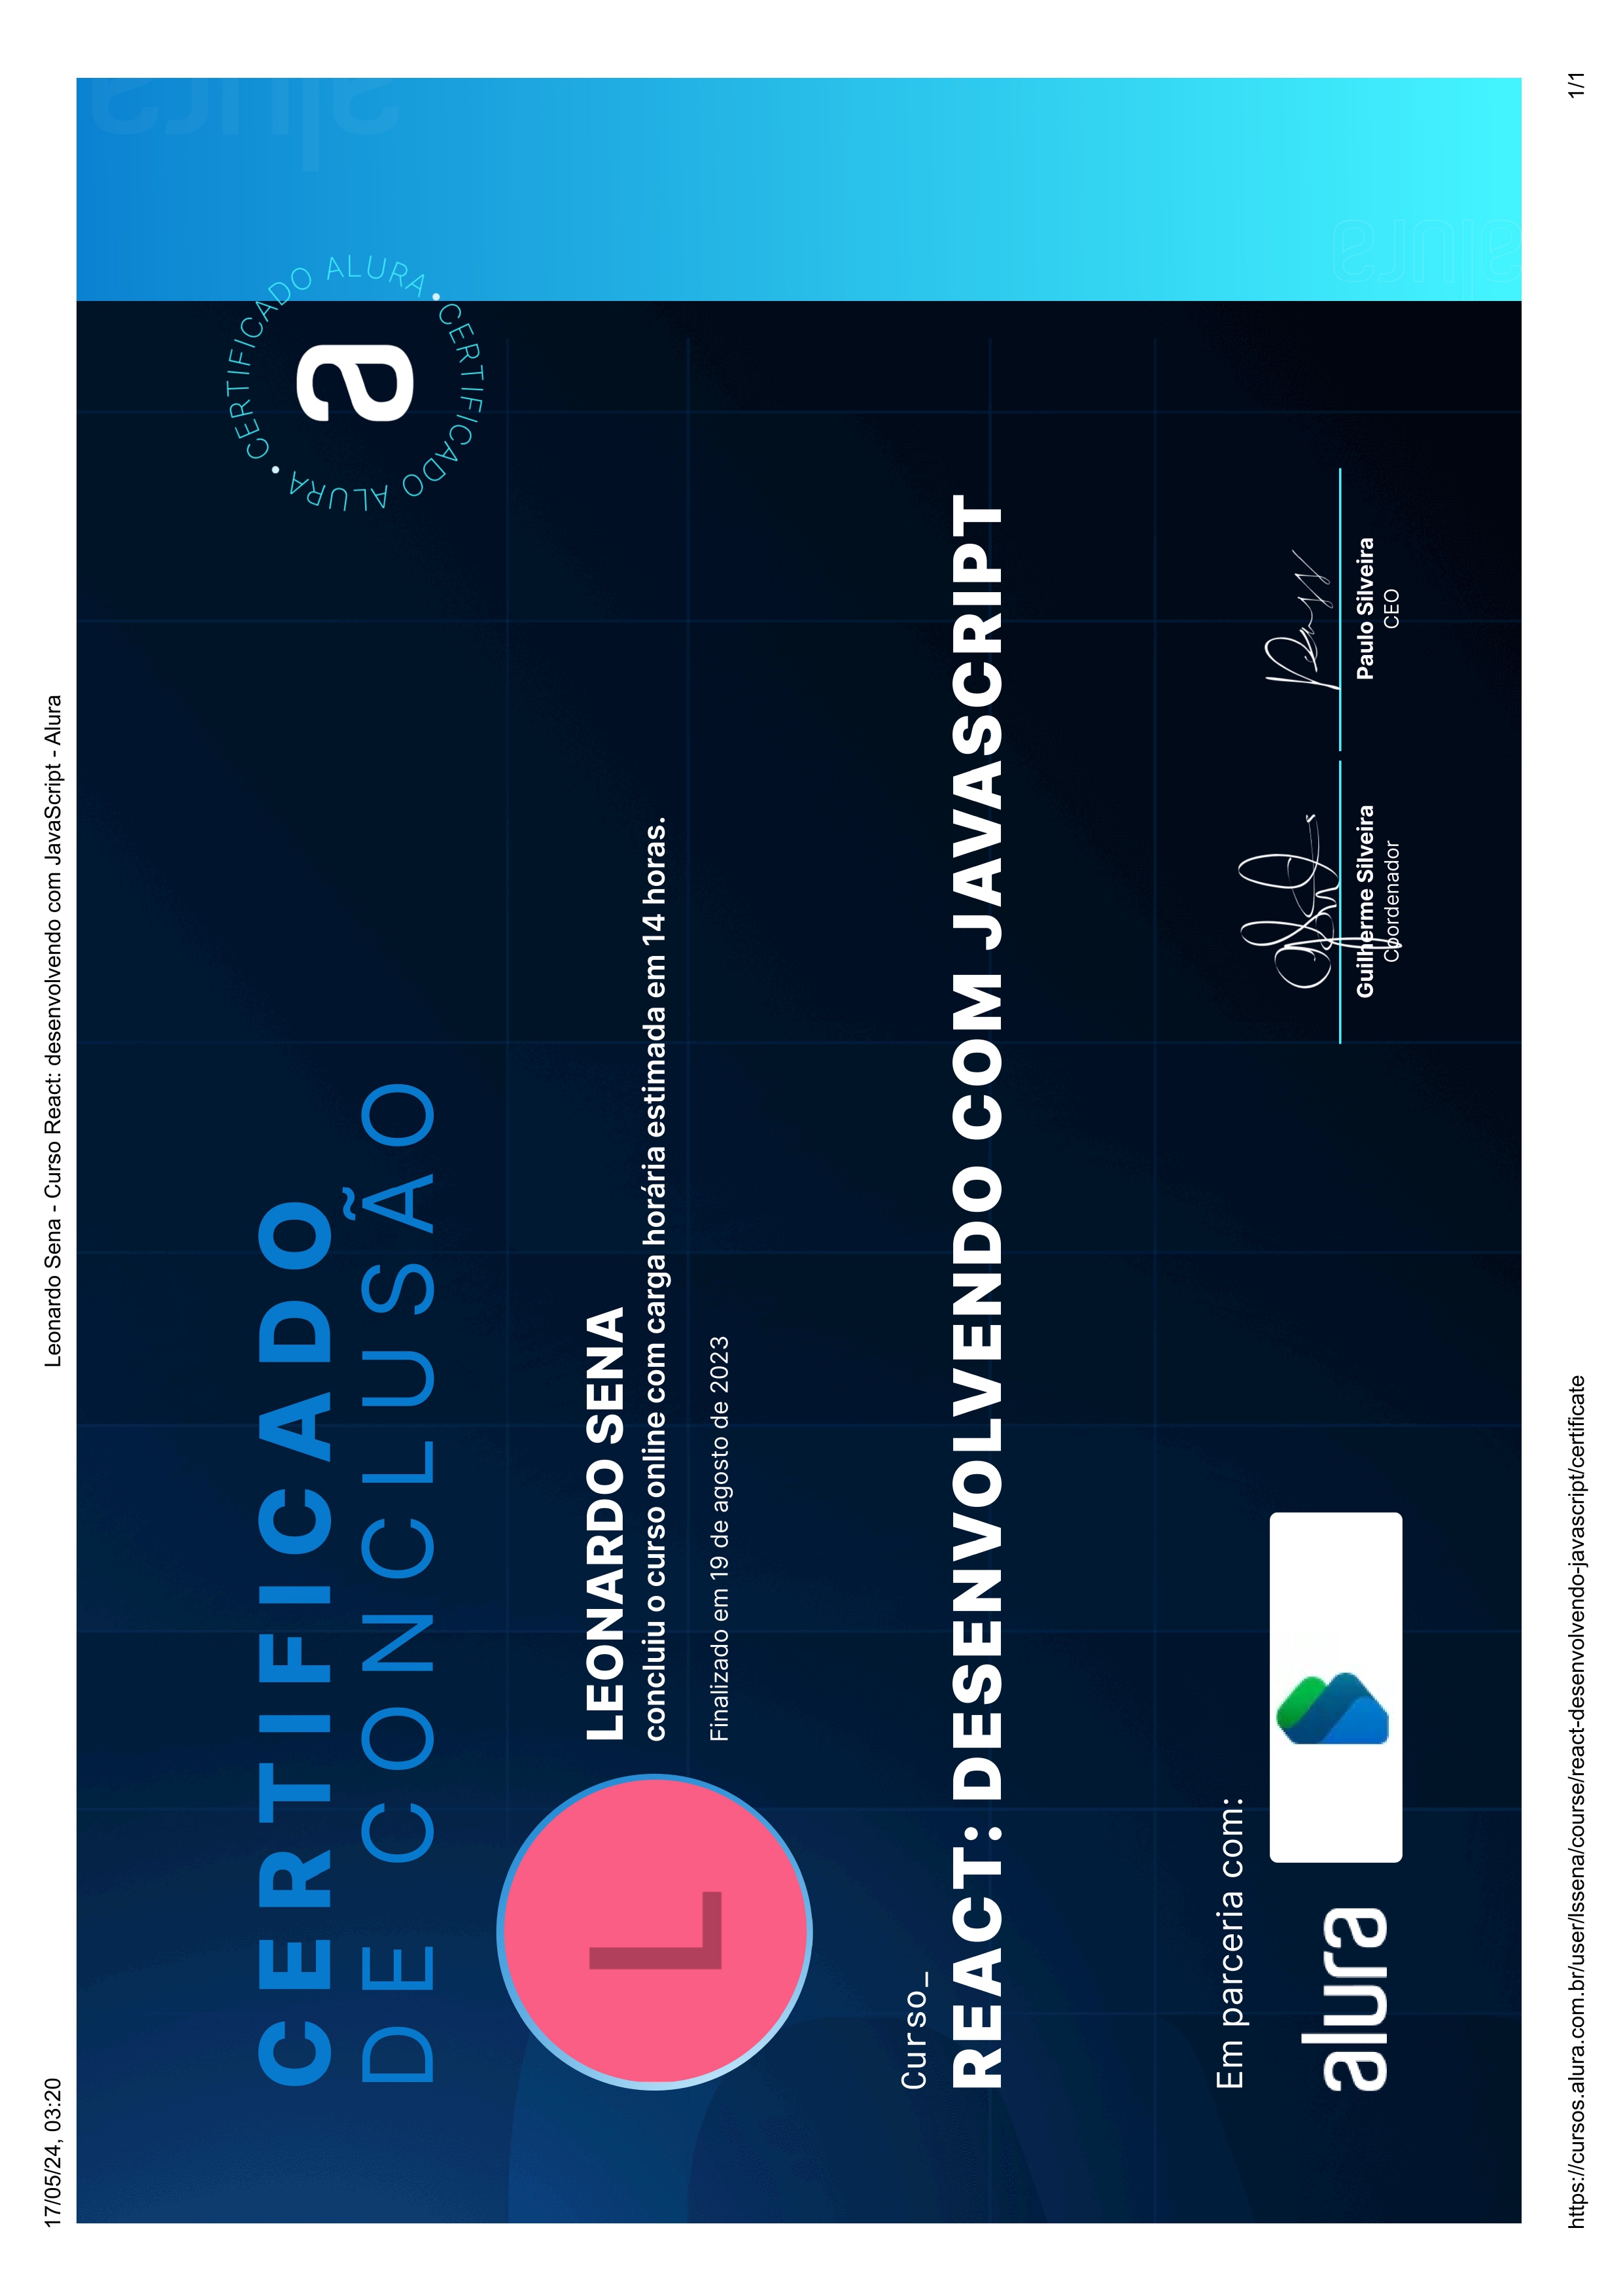 17/05/24, 03:20
Leonardo Sena - Curso React: desenvolvendo com JavaScript - Alura
alura
CERTIFICADO
DE CONCLUSÃO
• CERTIFICADO ALURA • CERTIFICADO ALURA
a
L
LEONARDO SENA
concluiu o curso online com carga horária estimada em 14 horas.
Finalizado em 19 de agosto de 2023
Curso_
REACT: DESENVOLVENDO COM JAVASCRIPT
Em parceria com:
alura
Guilherme Silveira
Coordenador
Paulo Silveira
CEO
alura
https://cursos.alura.com.br/user/lssena/course/react-desenvolvendo-javascript/certificate
1/1